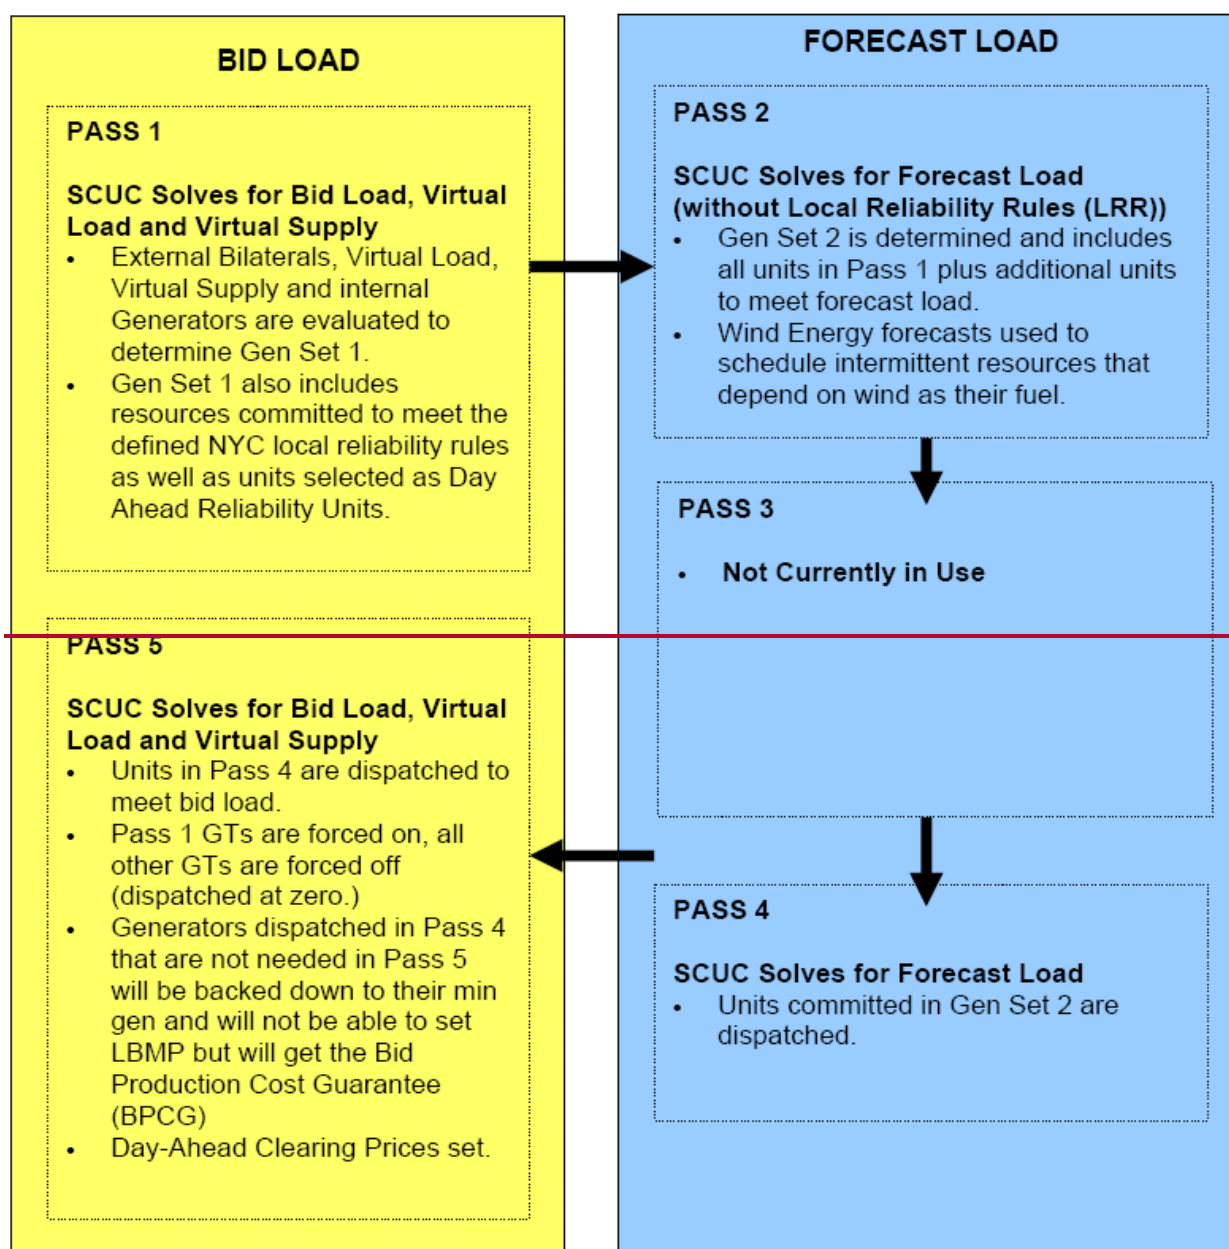 BID LOAD
PASS 1
SCUC Solves for Bid Load, Virtual
Load and Virtual Supply
• External Bilaterals, Virtual Load,
Virtual Supply and internal
Generators are evaluated to
determine Gen Set 1.
• Gen Set 1 also includes
resources committed to meet the
defined NYC local reliability rules
as well as units selected as Day
Ahead Reliability Units.
FORECAST LOAD
PASS 2
SCUC Solves for Forecast Load
(without Local Reliability Rules (LRR))
• Gen Set 2 is determined and includes
all units in Pass 1 plus additional units
to meet forecast load.
• Wind Energy forecasts used to
schedule intermittent resources that
depend on wind as their fuel.
PASS 3
• Not Currently in Use
PASS 4
SCUC Solves for Forecast Load
• Units committed in Gen Set 2 are
dispatched.
PASS 5
SCUC Solves for Bid Load, Virtual
Load and Virtual Supply
• Units in Pass 4 are dispatched to
meet bid load.
• Pass 1 GTs are forced on, all
other GTs are forced off
(dispatched at zero.)
• Generators dispatched in Pass 4
that are not needed in Pass 5
will be backed down to their min
gen and will not be able to set
LBMP but will get the Bid
Production Cost Guarantee
(BPCG)
• Day-Ahead Clearing Prices set.